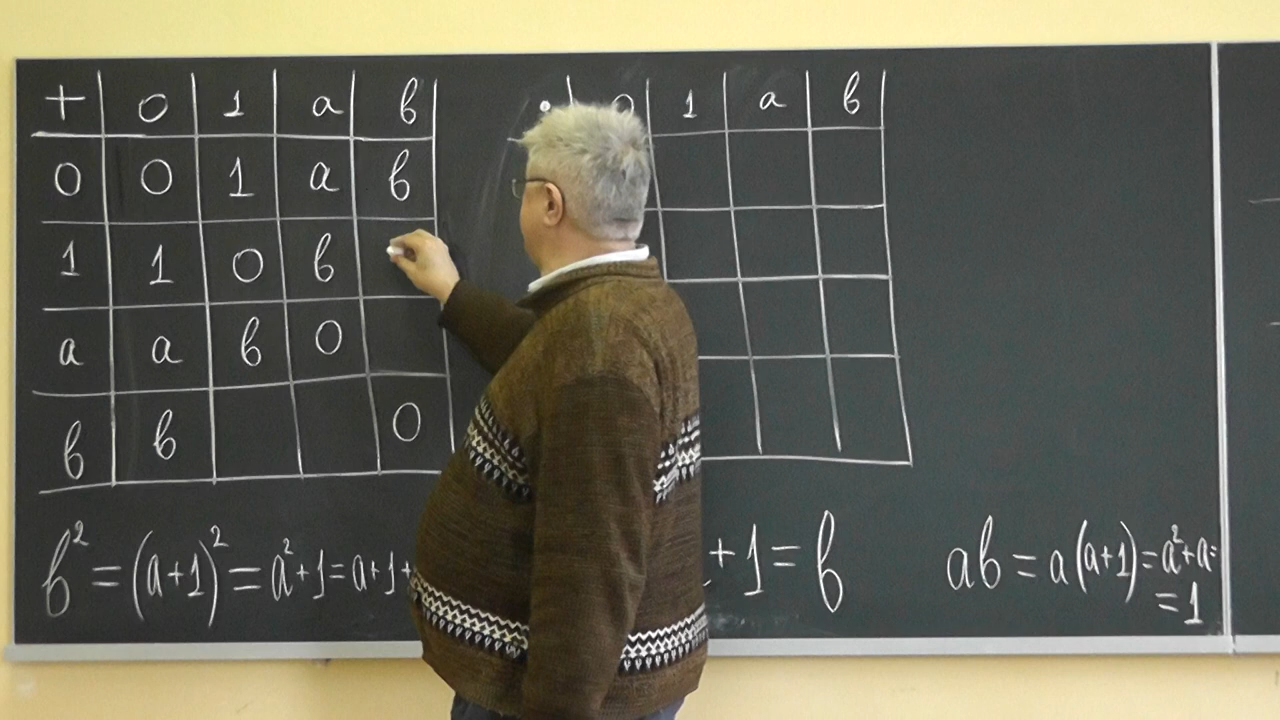 + 0 1 a в
0 0 1 a в
1 1 0 в
a a в 0
в в 0
· 0 1 a в
в² = (a+1)² = a²+1 = a+1+
+1 = в
aв = a(a+1) = a²+a =
= 1